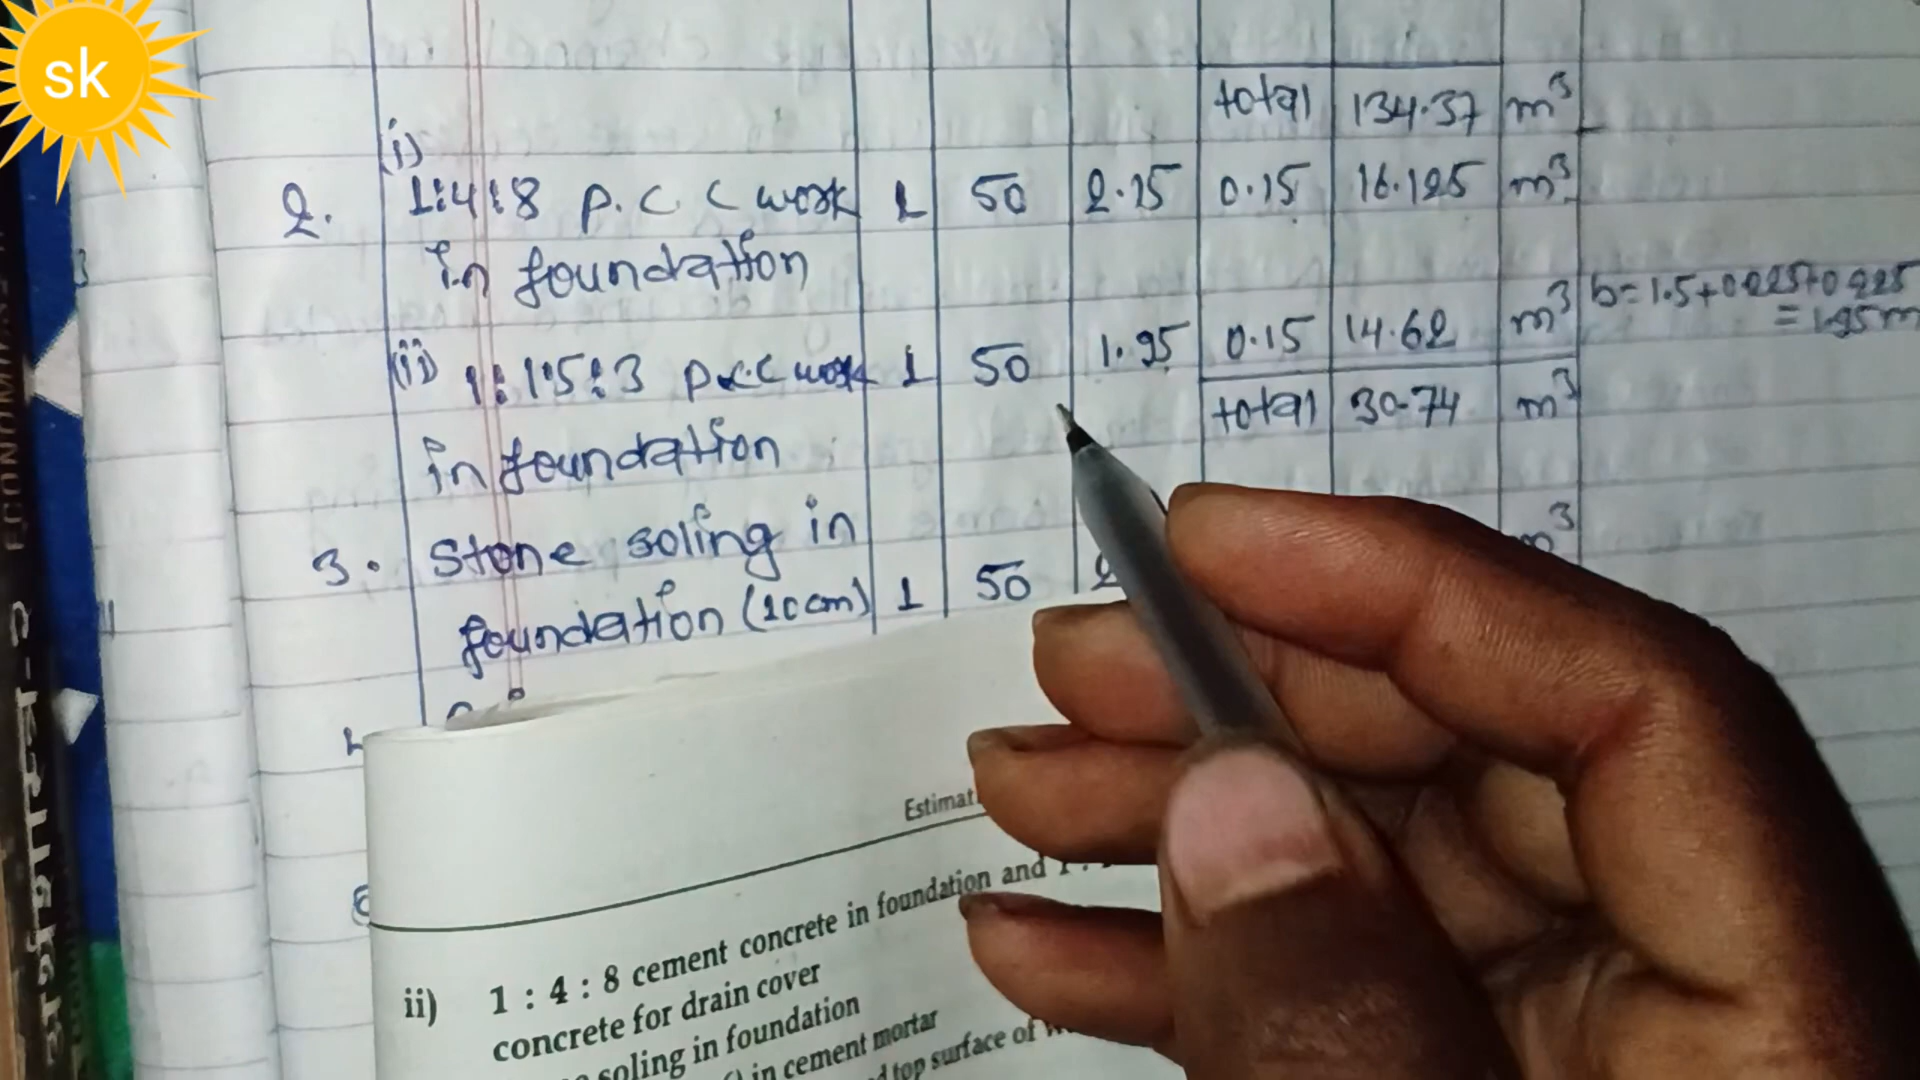 sk
total 134.37 m³
(i)
2. 1:4:8 P.C.C work 1 50 2.15 0.15 16.125 m³
in foundation
b= 1.5+0.225+0.225
= 1.95m
(ii) 1:1.5:3 P.C.C work 1 50 1.95 0.15 14.62 m³
total 30.74 m³
in foundation
3. Stone soling in m³
foundation (10cm) 1 50
Estimat
ii) 1 : 4 : 8 cement concrete in foundation and 1 :
concrete for drain cover
soling in foundation
in cement mortar
top surface of